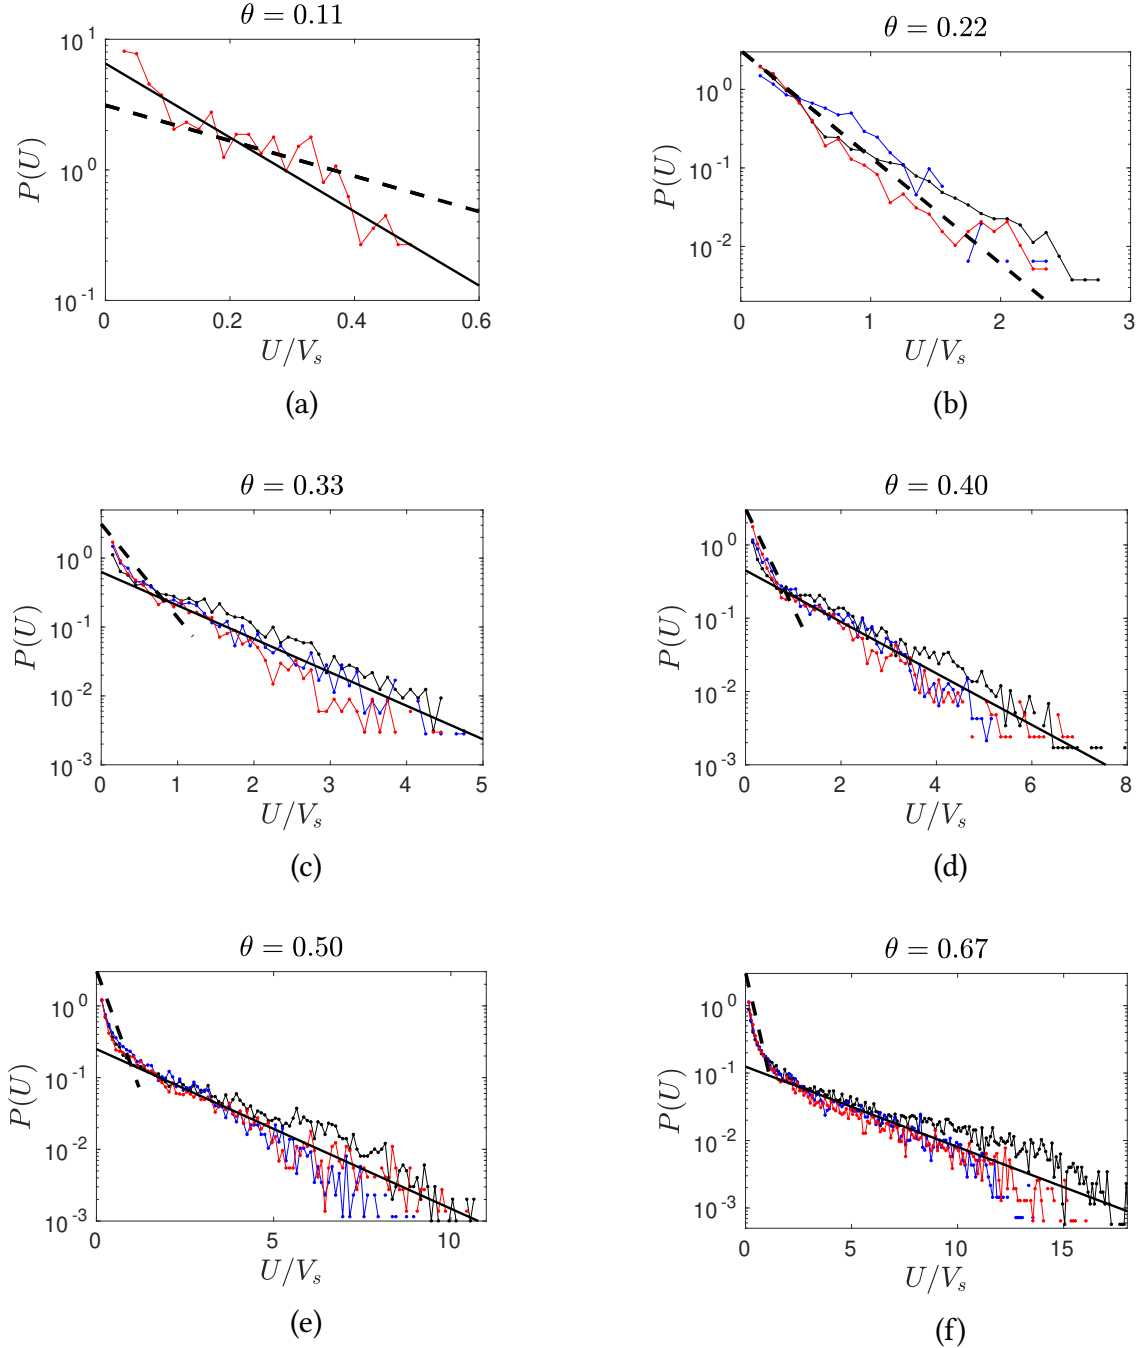 θ = 0.11
10^1
10^0
10^-1
P(U)
0 0.2 0.4 0.6
U/V_s
(a)
θ = 0.22
10^0
10^-1
10^-2
P(U)
0 1 2 3
U/V_s
(b)
θ = 0.33
10^0
10^-1
10^-2
10^-3
P(U)
0 1 2 3 4 5
U/V_s
(c)
θ = 0.40
10^0
10^-1
10^-2
10^-3
P(U)
0 2 4 6 8
U/V_s
(d)
θ = 0.50
10^0
10^-1
10^-2
10^-3
P(U)
0 5 10
U/V_s
(e)
θ = 0.67
10^0
10^-1
10^-2
10^-3
P(U)
0 5 10 15
U/V_s
(f)